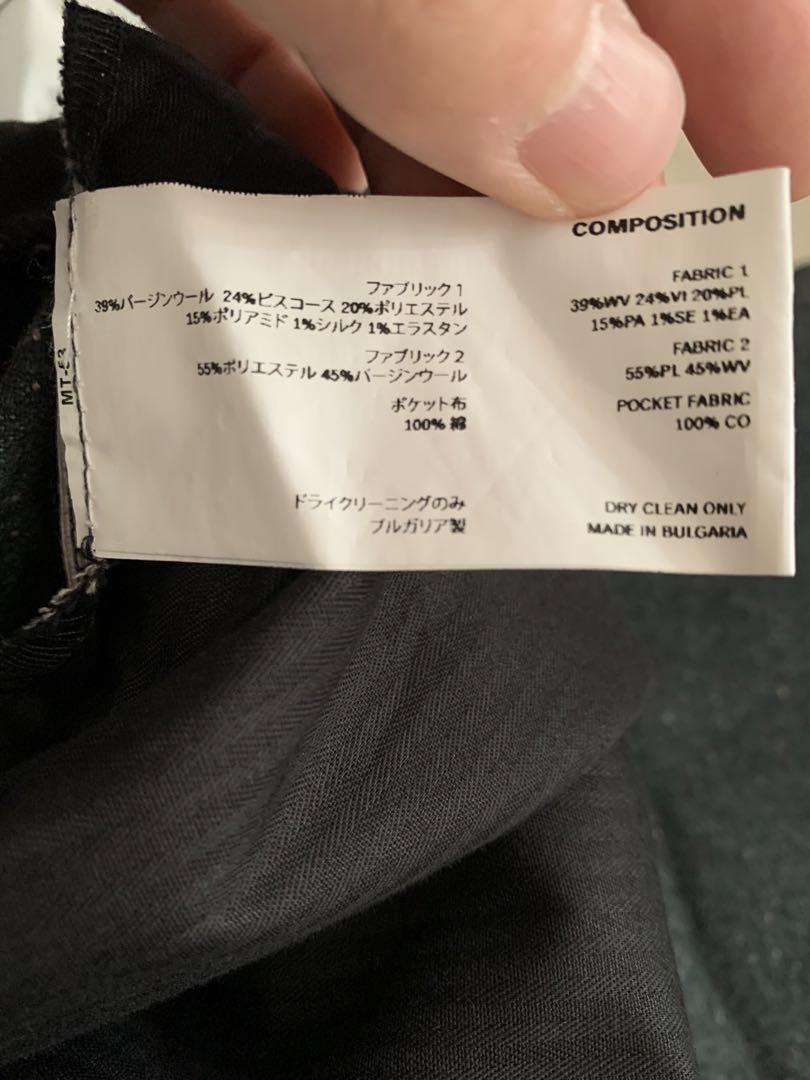 COMPOSITION
ファブリック1
39%バージンウール 24%ビスコース 20%ポリエステル
15%ポリアミド 1%シルク 1%エラスタン
ファブリック2
55%ポリエステル 45%バージンウール
ポケット布
100% 綿
ドライクリーニングのみ
ブルガリア製
FABRIC 1
39%WV 24%VI 20%PL
15%PA 1%SE 1%EA
FABRIC 2
55%PL 45%WV
POCKET FABRIC
100% CO
DRY CLEAN ONLY
MADE IN BULGARIA